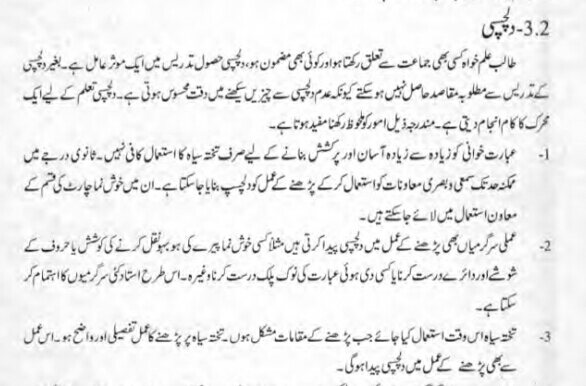 3.2- دلچسپی
طالب علم خواہ کسی بھی جماعت سے تعلق رکھتا ہو اور کوئی بھی مضمون ہو، دلچسپی حصول تدریس میں ایک موثر عامل ہے۔ بغیر دلچسپی
کے تدریس سے مطلوبہ مقاصد حاصل نہیں ہو سکتے کیونکہ عدم دلچسپی سے چیزیں سیکھنے میں دقت محسوس ہوتی ہے۔ دلچسپی تعلم کے لیے ایک
محرک کا کام انجام دیتی ہے۔ مندرجہ ذیل امور کو ملحوظ رکھنا مفید ہوتا ہے۔
1- عبارت خوانی کو زیادہ سے زیادہ آسان اور پرکشش بنانے کے لیے صرف تختہ سیاہ کا استعمال کافی نہیں۔ ثانوی درجے میں
ممکنہ حد تک سمعی و بصری معاونات کو استعمال کر کے پڑھنے کے عمل کو دلچسپ بنایا جا سکتا ہے۔ ان میں خوش نما چارٹ کی قسم کے
معاون استعمال میں لائے جا سکتے ہیں۔
2- عملی سرگرمیاں بھی پڑھنے کے عمل میں دلچسپی پیدا کرتی ہیں مثلاً کسی خوش نما پیرے کی ہو بہو نقل کرنے کی کوشش یا حروف کے
شوشے اور دائرے درست کرنا یا کسی دی ہوئی عبارت کی نوک پلک درست کرنا وغیرہ۔ اس طرح استاد کئی سرگرمیوں کا اہتمام کر
سکتا ہے۔
3- تختہ سیاہ اس وقت استعمال کیا جائے جب پڑھنے کے مقامات مشکل ہوں۔ تختہ سیاہ پر پڑھنے کا عمل تفصیلی اور واضح ہو۔ اس عمل
سے بھی پڑھنے کے عمل میں دلچسپی پیدا ہو گی۔